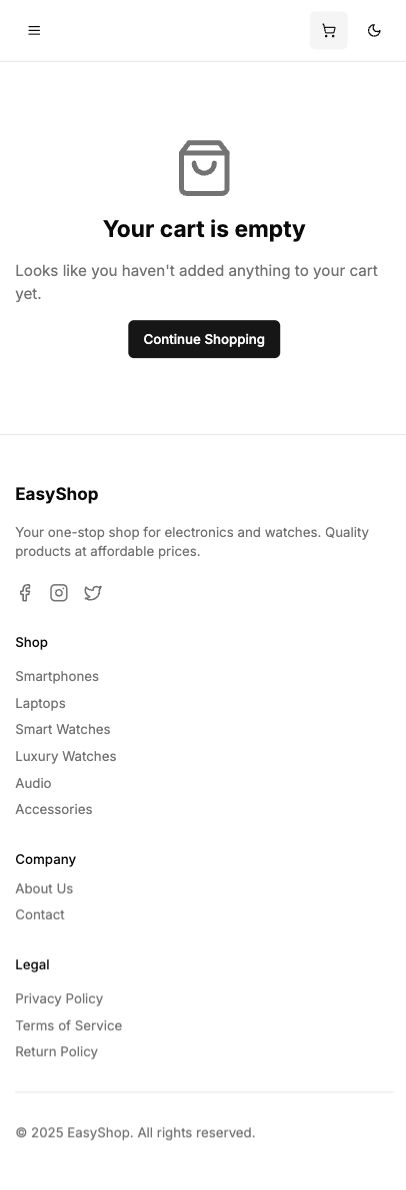 Your cart is empty
Looks like you haven't added anything to your cart
yet.
Continue Shopping
EasyShop
Your one-stop shop for electronics and watches. Quality
products at affordable prices.
Shop
Smartphones
Laptops
Smart Watches
Luxury Watches
Audio
Accessories
Company
About Us
Contact
Legal
Privacy Policy
Terms of Service
Return Policy
© 2025 EasyShop. All rights reserved.